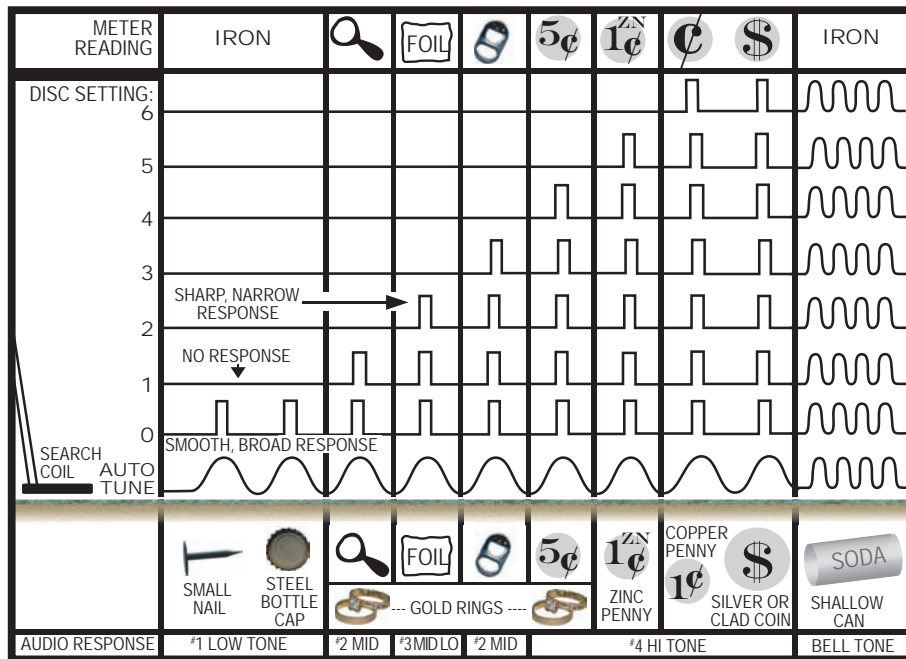 METER
READING
IRON
FOIL
5¢
1¢ ZN
¢
$
IRON
DISC SETTING:
6
5
4
3
SHARP, NARROW
RESPONSE
2
NO RESPONSE
1
0
SMOOTH, BROAD RESPONSE
SEARCH
COIL
AUTO
TUNE
SMALL
NAIL
STEEL
BOTTLE
CAP
FOIL
5¢
1¢ ZN
ZINC
PENNY
COPPER
PENNY
1¢
$
SILVER OR
CLAD COIN
SODA
SHALLOW
CAN
--- GOLD RINGS ----
AUDIO RESPONSE
#1 LOW TONE
#2 MID
#3 MID LO
#2 MID
#4 HI TONE
BELL TONE